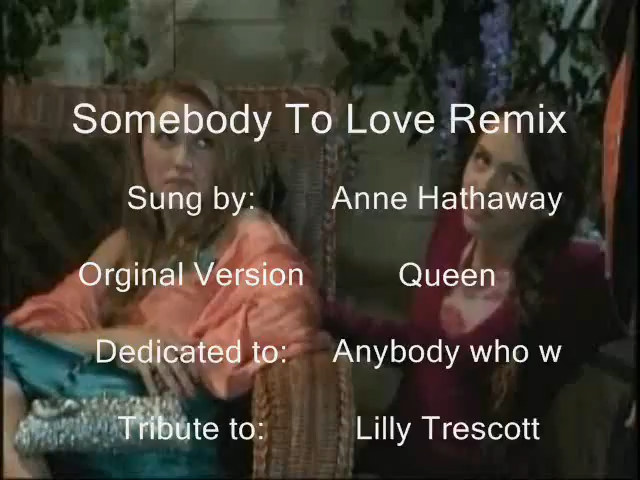 Somebody To Love Remix
Sung by: Anne Hathaway
Orginal Version Queen
Dedicated to: Anybody who w
Tribute to: Lilly Trescott